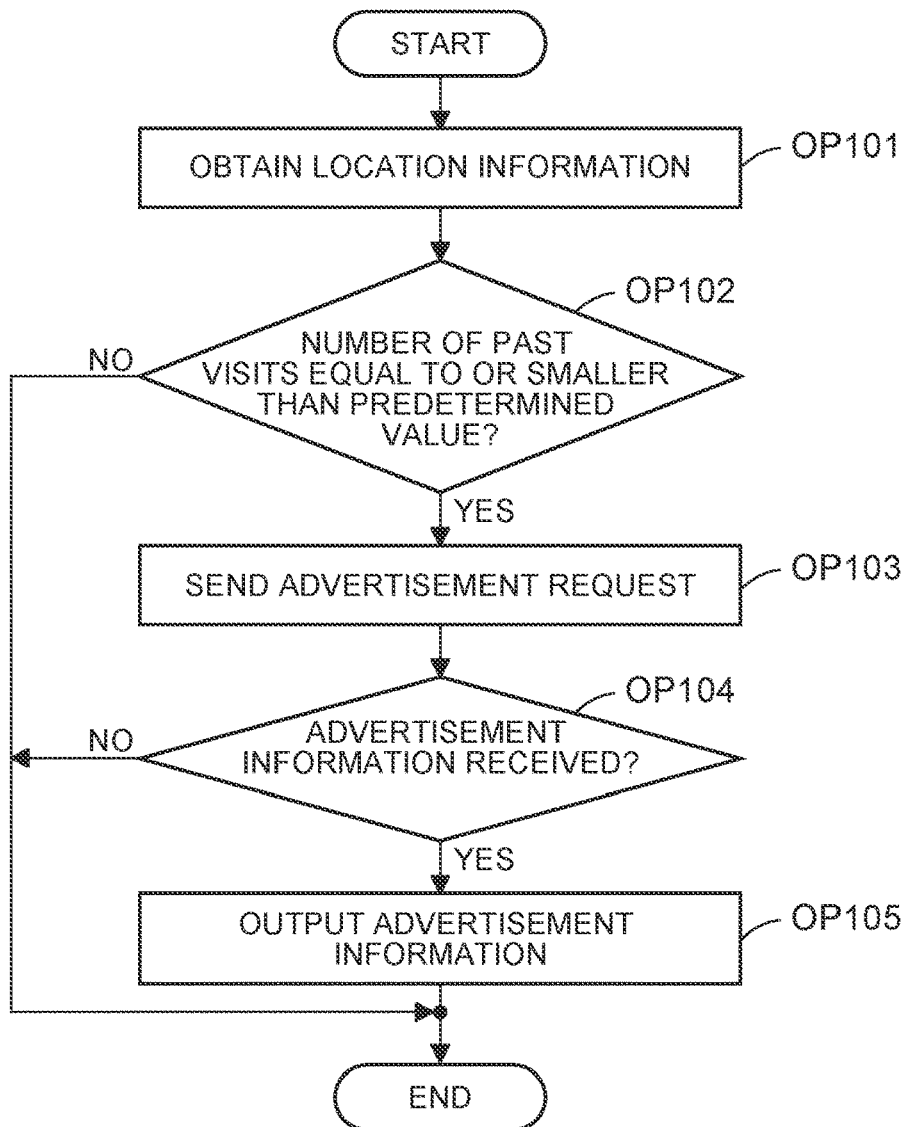 START
OBTAIN LOCATION INFORMATION
OP101
OP102
NUMBER OF PAST
VISITS EQUAL TO OR SMALLER
THAN PREDETERMINED
VALUE?
NO
YES
SEND ADVERTISEMENT REQUEST
OP103
OP104
ADVERTISEMENT
INFORMATION RECEIVED?
NO
YES
OUTPUT ADVERTISEMENT
INFORMATION
OP105
END